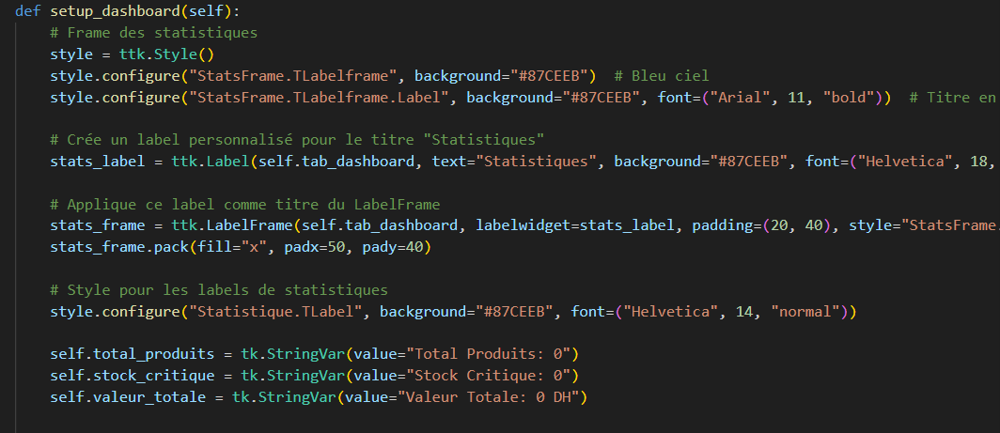 def setup_dashboard(self):
# Frame des statistiques
style = ttk.Style()
style.configure("StatsFrame.TLabelframe", background="#87CEEB")  # Bleu ciel
style.configure("StatsFrame.TLabelframe.Label", background="#87CEEB", font=("Arial", 11, "bold"))  # Titre en
# Crée un label personnalisé pour le titre "Statistiques"
stats_label = ttk.Label(self.tab_dashboard, text="Statistiques", background="#87CEEB", font=("Helvetica", 18,
# Applique ce label comme titre du LabelFrame
stats_frame = ttk.LabelFrame(self.tab_dashboard, labelwidget=stats_label, padding=(20, 40), style="StatsFrame.
stats_frame.pack(fill="x", padx=50, pady=40)
# Style pour les labels de statistiques
style.configure("Statistique.TLabel", background="#87CEEB", font=("Helvetica", 14, "normal"))
self.total_produits = tk.StringVar(value="Total Produits: 0")
self.stock_critique = tk.StringVar(value="Stock Critique: 0")
self.valeur_totale = tk.StringVar(value="Valeur Totale: 0 DH")